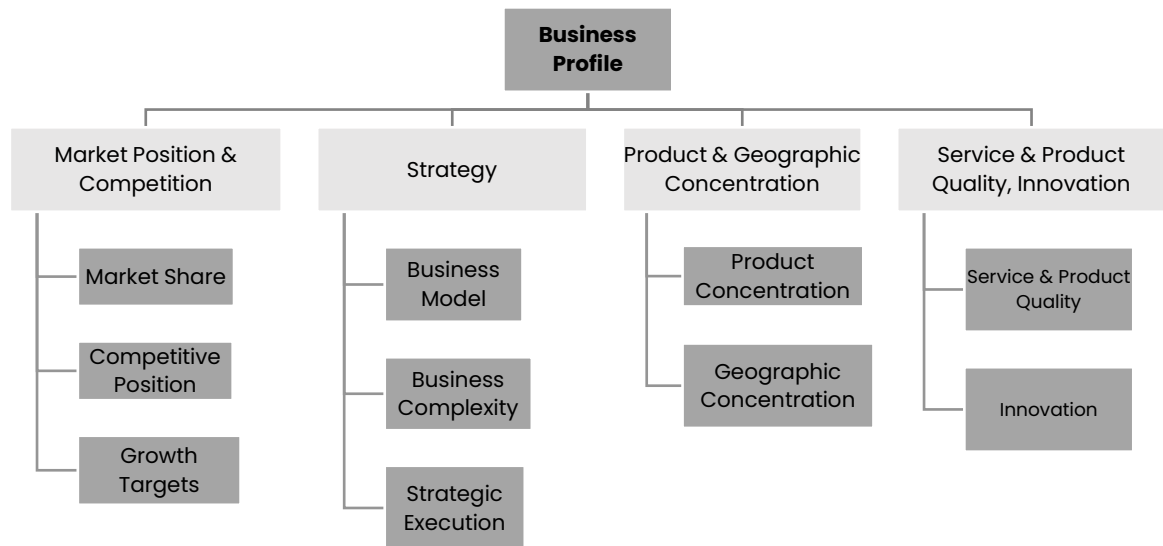 Business
Profile
Market Position &
Competition
Strategy
Product & Geographic
Concentration
Service & Product
Quality, Innovation
Market Share
Competitive
Position
Growth
Targets
Business
Model
Business
Complexity
Strategic
Execution
Product
Concentration
Geographic
Concentration
Service & Product
Quality
Innovation